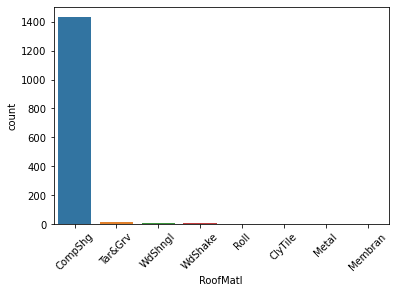 1400
1200
1000
800
600
400
200
0
count
CompShg
Tar&Grv
WdShngl
WdShake
Roll
ClyTile
Metal
Membran
RoofMatl